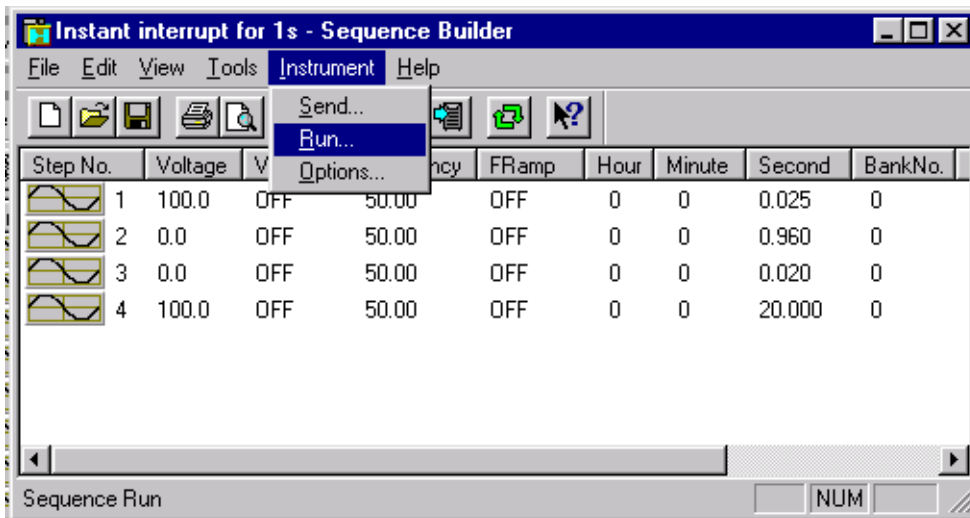 Instant interrupt for 1s - Sequence Builder
File Edit View Tools Instrument Help
Send...
Run...
Options...
Step No. Voltage V ncy FRamp Hour Minute Second BankNo.
1 100.0 OFF 50.00 OFF 0 0 0.025 0
2 0.0 OFF 50.00 OFF 0 0 0.960 0
3 0.0 OFF 50.00 OFF 0 0 0.020 0
4 100.0 OFF 50.00 OFF 0 0 20.000 0
Sequence Run NUM